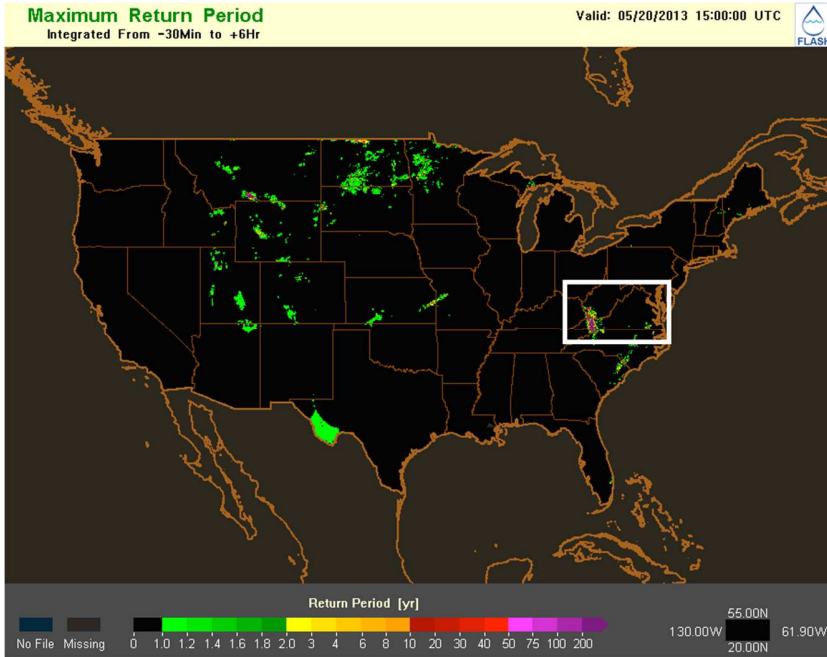 Maximum Return Period
Integrated From -30Min to +6Hr
Valid: 05/20/2013 15:00:00 UTC
FLASH
Return Period [yr]
No File Missing 0 1.0 1.2 1.4 1.6 1.8 2.0 3 4 6 8 10 20 30 40 50 75 100 200
55.00N
130.00W 61.90W
20.00N